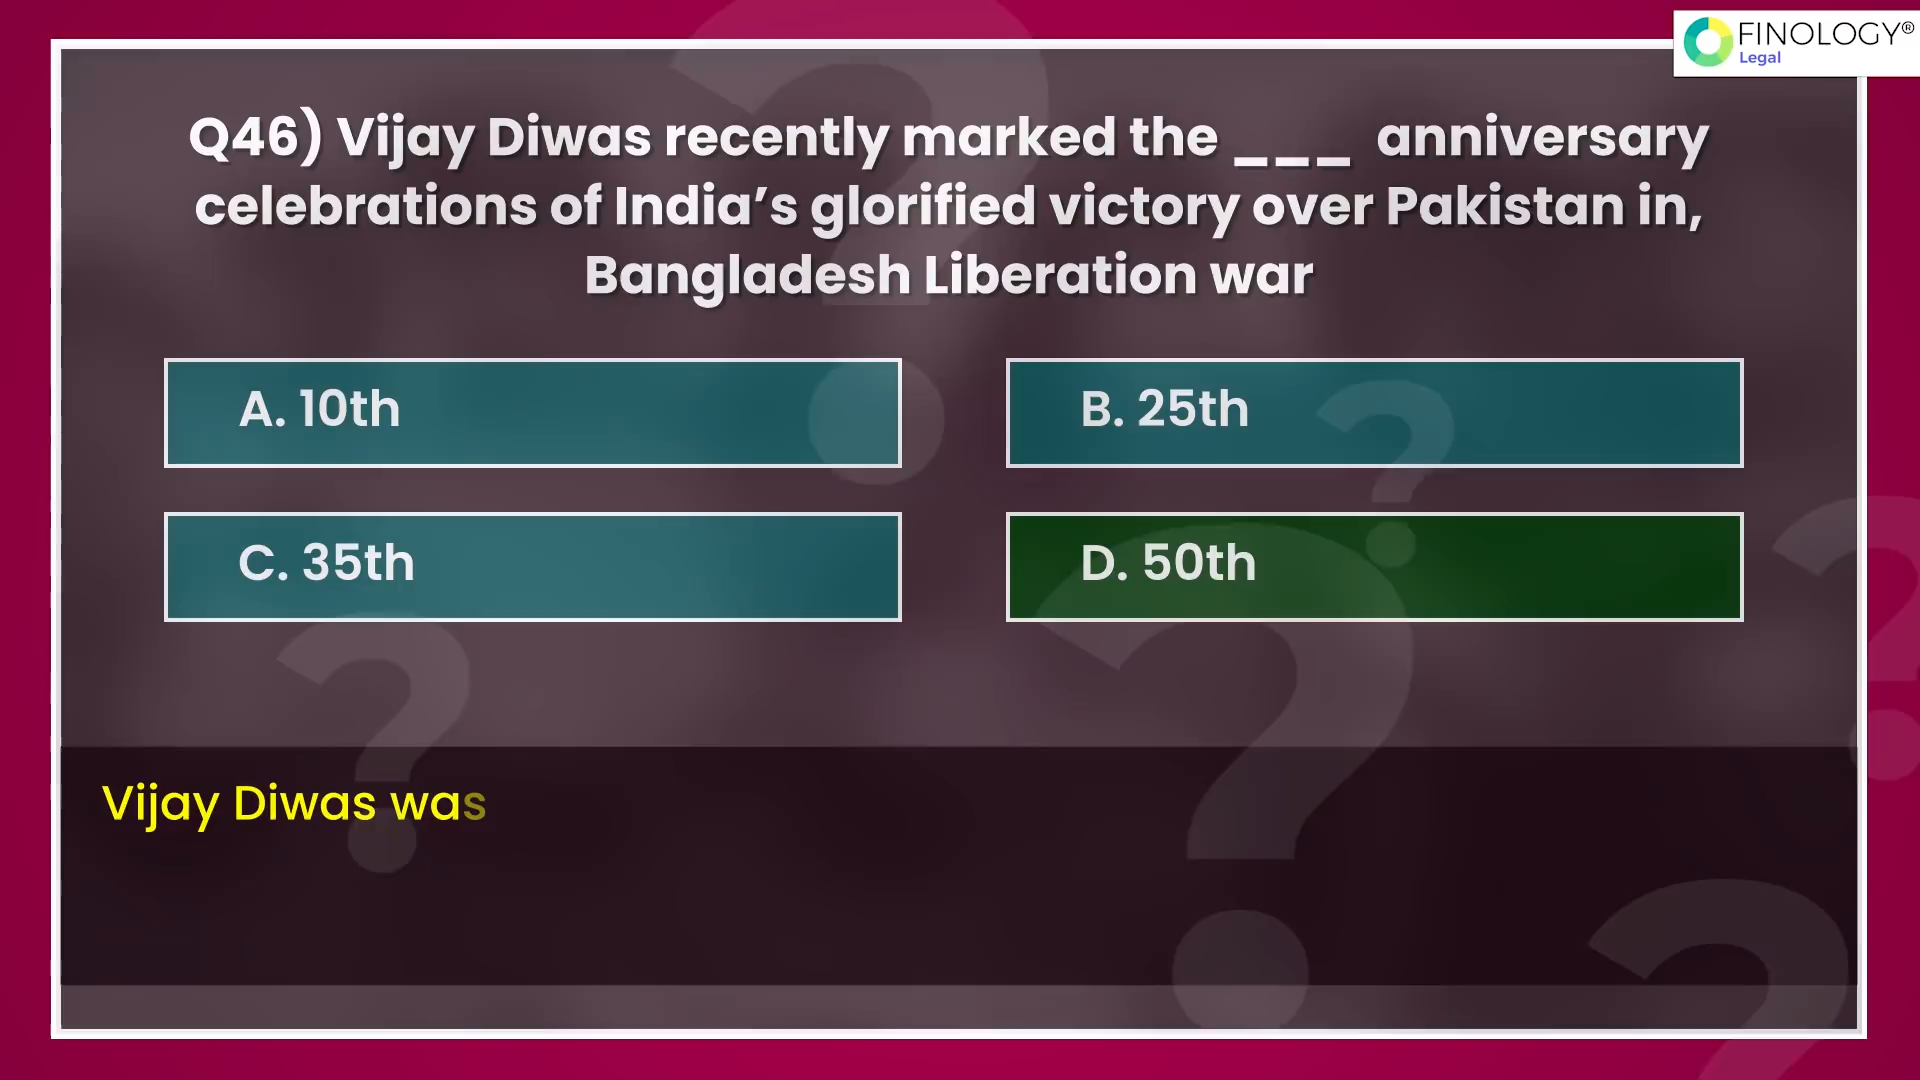 FINOLOGY®
Legal
Q46) Vijay Diwas recently marked the ___ anniversary
celebrations of India’s glorified victory over Pakistan in,
Bangladesh Liberation war
A. 10th
B. 25th
C. 35th
D. 50th
Vijay Diwas was